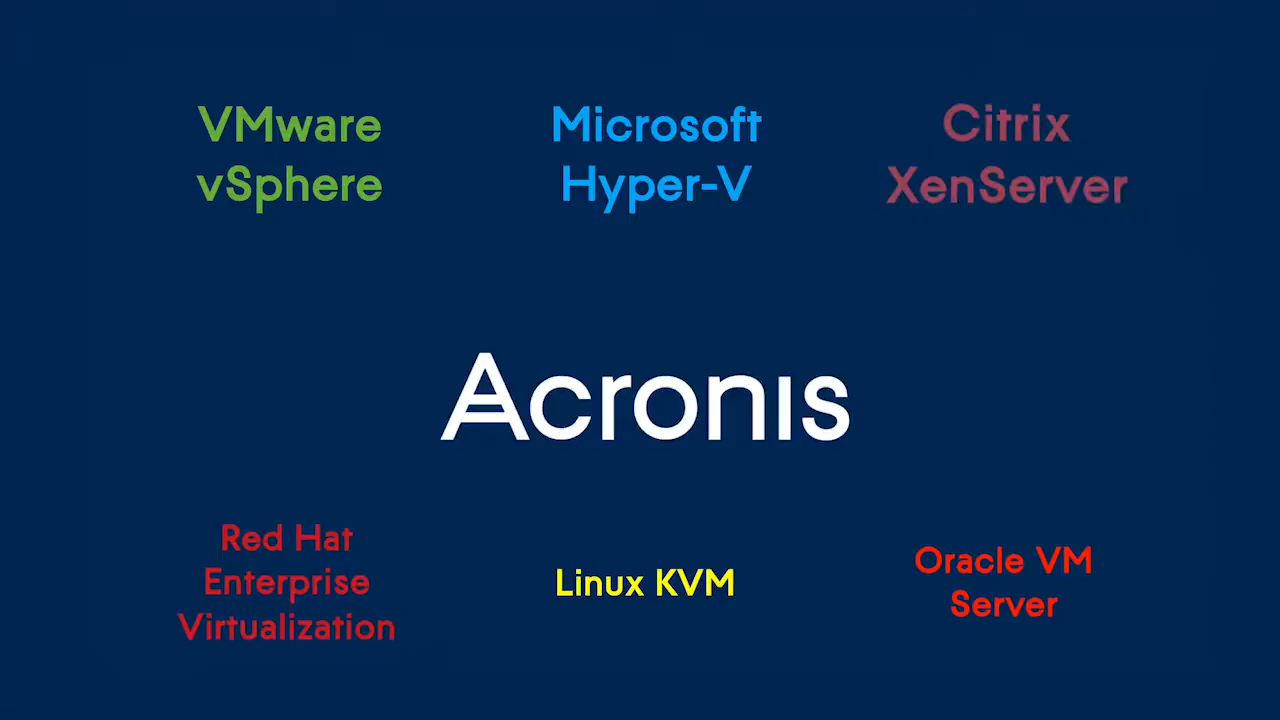 VMware
vSphere
Microsoft
Hyper-V
Citrix
XenServer
Acronis
Red Hat
Enterprise
Virtualization
Linux KVM
Oracle VM
Server